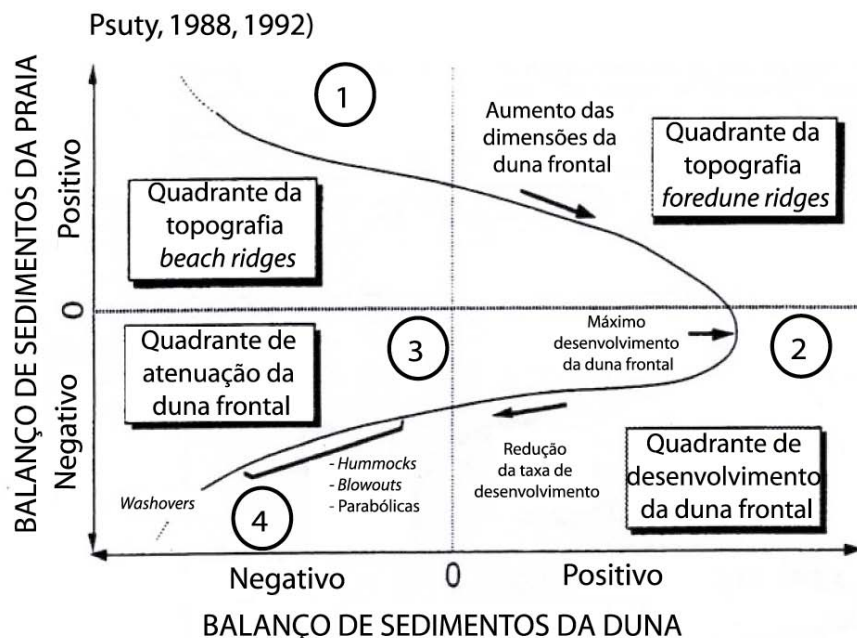 Psuty, 1988, 1992)
1
Aumento das
dimensões da
duna frontal
Quadrante da
topografia
foredune ridges
Quadrante da
topografia
beach ridges
BALANÇO DE SEDIMENTOS DA PRAIA
Positivo
0
Negativo
Quadrante de
atenuação da
duna frontal
3
Máximo
desenvolvimento
da duna frontal
2
- Hummocks
- Blowouts
- Parabólicas
Redução
da taxa de
desenvolvimento
Quadrante de
desenvolvimento
da duna frontal
Washovers
4
Negativo
0
Positivo
BALANÇO DE SEDIMENTOS DA DUNA